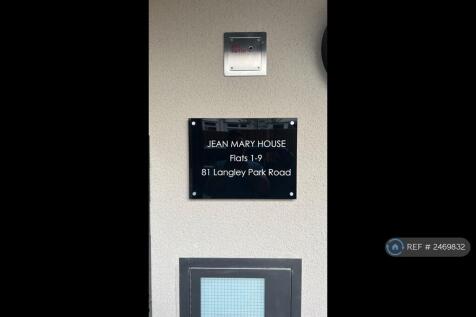 JEAN MARY HOUSE
Flats 1-9
81 Langley Park Road
REF # 2469832